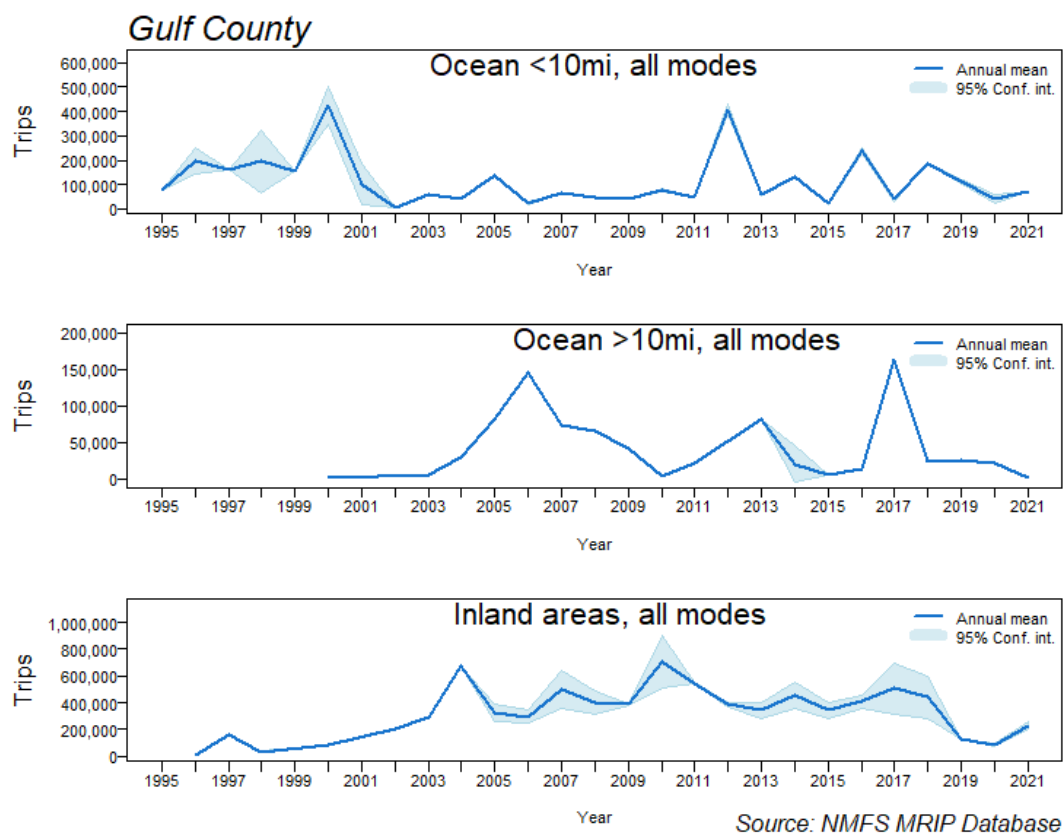 Gulf County
Ocean <10mi, all modes
Annual mean
95% Conf. int.
Trips
600,000
500,000
400,000
300,000
200,000
100,000
0
1995 1997 1999 2001 2003 2005 2007 2009 2011 2013 2015 2017 2019 2021
Year
Ocean >10mi, all modes
Annual mean
95% Conf. int.
Trips
200,000
150,000
100,000
50,000
0
1995 1997 1999 2001 2003 2005 2007 2009 2011 2013 2015 2017 2019 2021
Year
Inland areas, all modes
Annual mean
95% Conf. int.
Trips
1,000,000
800,000
600,000
400,000
200,000
0
1995 1997 1999 2001 2003 2005 2007 2009 2011 2013 2015 2017 2019 2021
Year
Source: NMFS MRIP Database